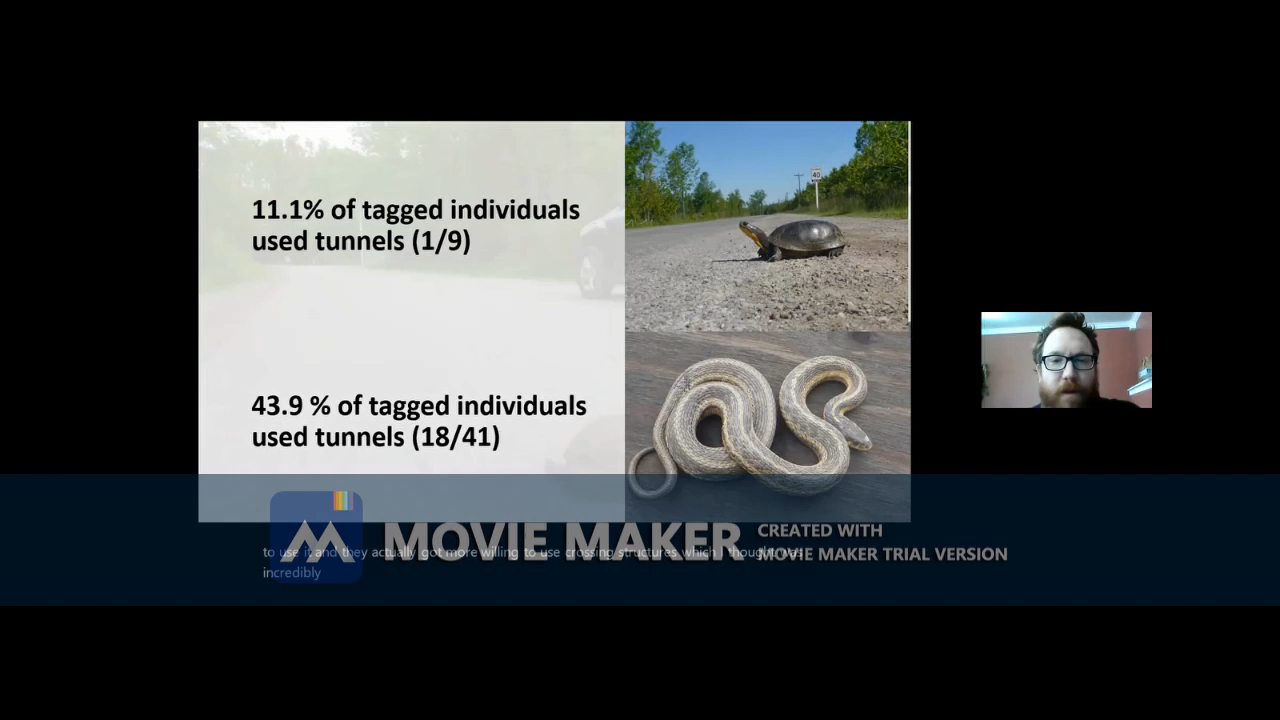 40
11.1% of tagged individuals
used tunnels (1/9)
43.9 % of tagged individuals
used tunnels (18/41)
MOVIE MAKER
CREATED WITH
MOVIE MAKER TRIAL VERSION
to use it and they actually got more willing to use crossing structures which I thought was
incredibly